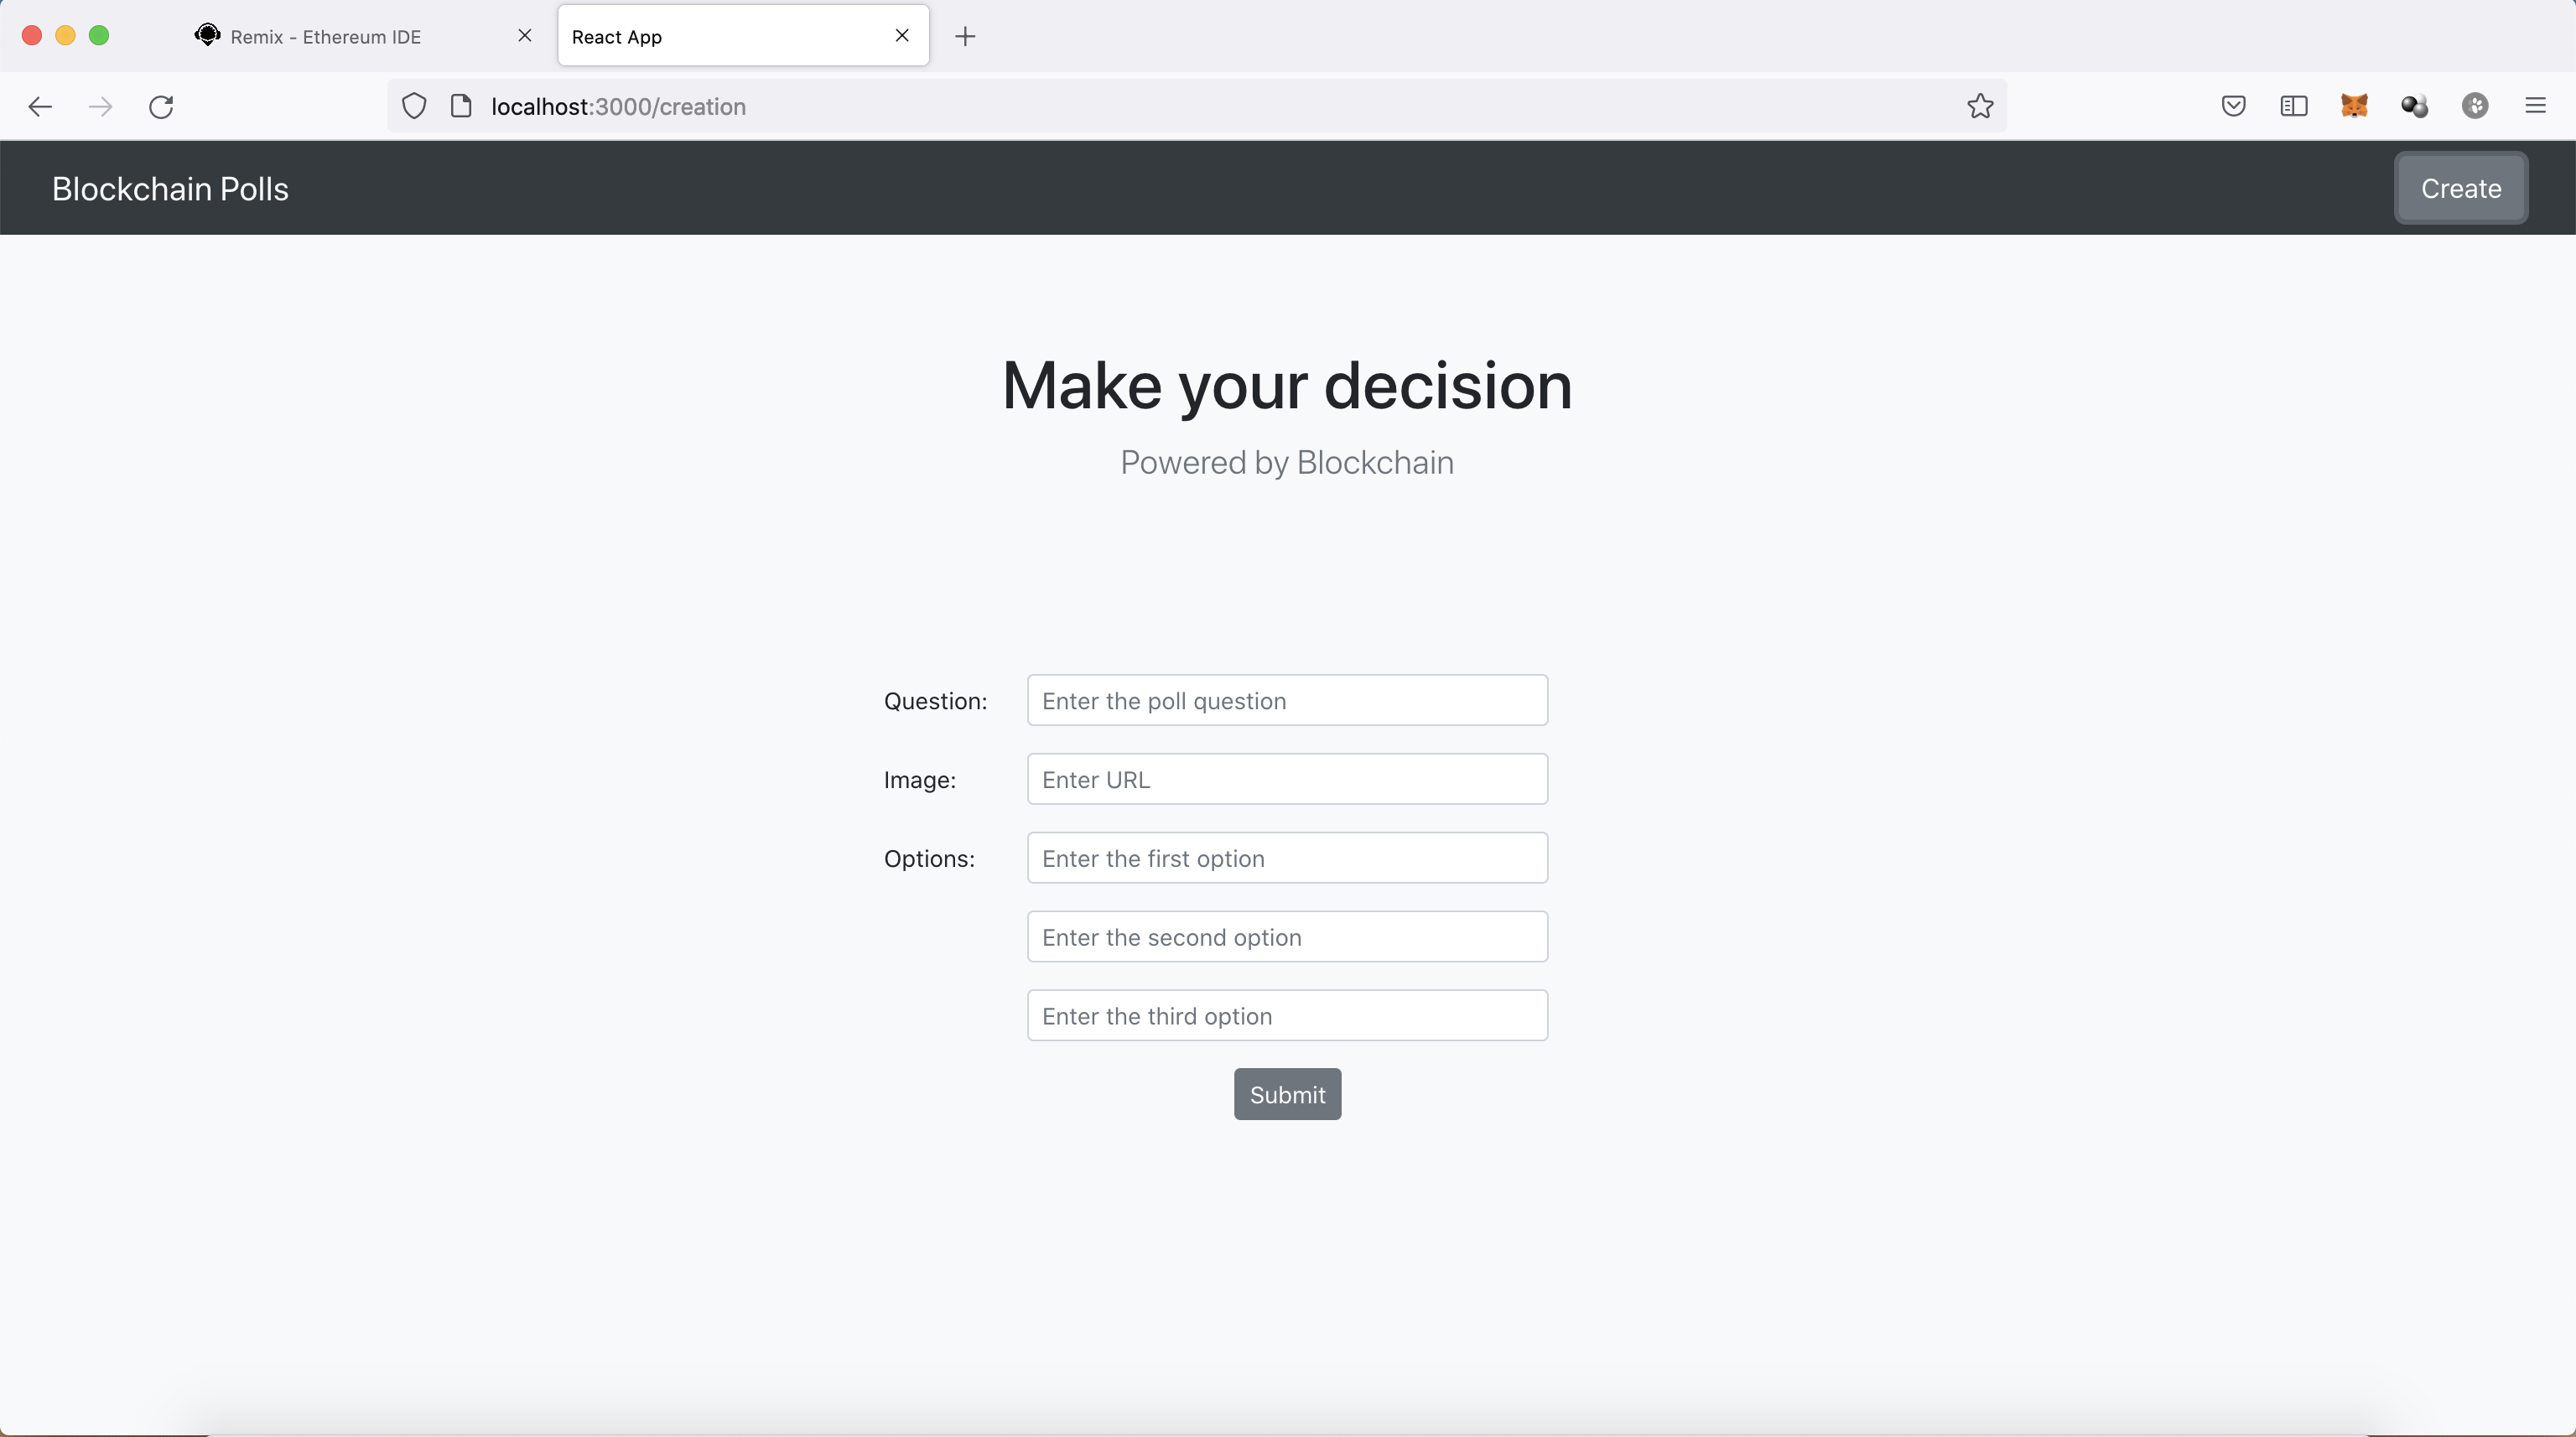 Remix - Ethereum IDE
React App
localhost:3000/creation
Blockchain Polls
Create
Make your decision
Powered by Blockchain
Question:
Enter the poll question
Image:
Enter URL
Options:
Enter the first option
Enter the second option
Enter the third option
Submit